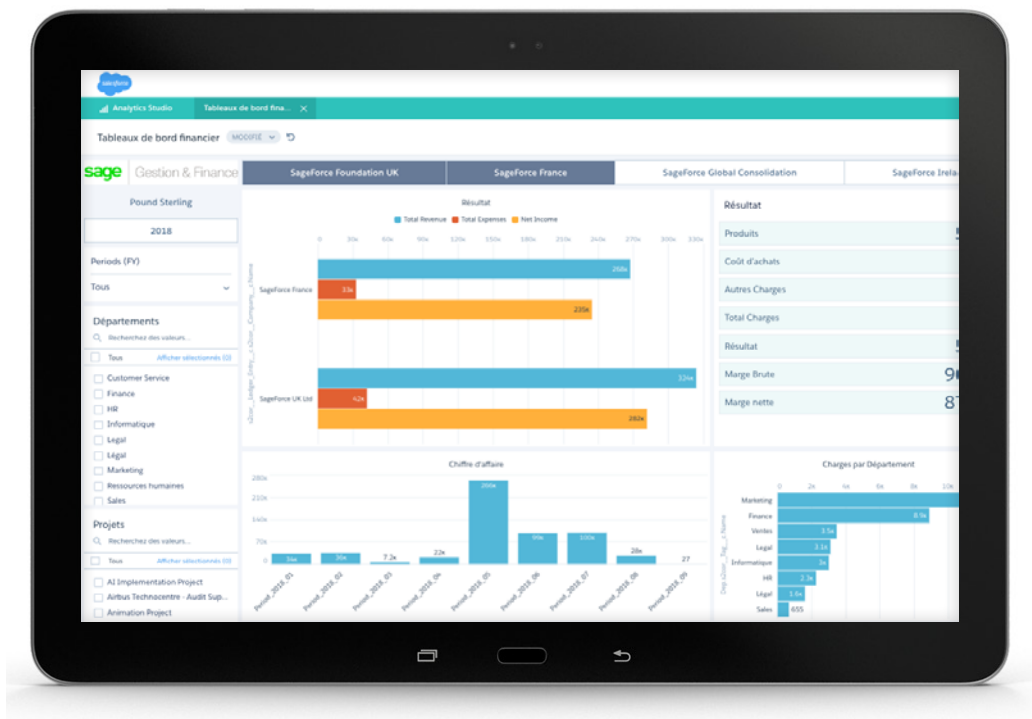 salesforce
Analytics Studio
Tableaux de bord fina...
Tableaux de bord financier
MODIFIÉ
sage
Gestion & Finance
SageForce Foundation UK
SageForce France
SageForce Global Consolidation
SageForce Irela
Pound Sterling
2018
Periods (FY)
Tous
Départements
Recherchez des valeurs...
Tous
Afficher sélectionnés (0)
Customer Service
Finance
HR
Informatique
Legal
Légal
Marketing
Ressources humaines
Sales
Projets
Recherchez des valeurs...
Tous
Afficher sélectionnés (0)
AI Implementation Project
Airbus Technocentre - Audit Sup...
Animation Project
Résultat
Total Revenue
Total Expenses
Net Income
0 30k 60k 90k 120k 150k 180k 210k 240k 270k 300k 330k
SageForce France
268k
33k
235k
SageForce UK Ltd
324k
42k
282k
Résultat
Produits
Coût d'achats
Autres Charges
Total Charges
Résultat
Marge Brute
Marge nette
Chiffre d'affaire
280k
210k
140k
70k
0
36k
7.2k
22k
99k
100k
28k
27
Period_2018_01
Period_2018_02
Period_2018_03
Period_2018_04
Period_2018_05
Period_2018_06
Period_2018_07
Period_2018_08
Period_2018_09
Charges par Département
0 2k 4k 6k 8k 10k
Marketing
Finance
8.9k
Ventes
3.5k
Legal
3.1k
Informatique
3k
HR
2.3k
Légal
1.6k
Sales
655